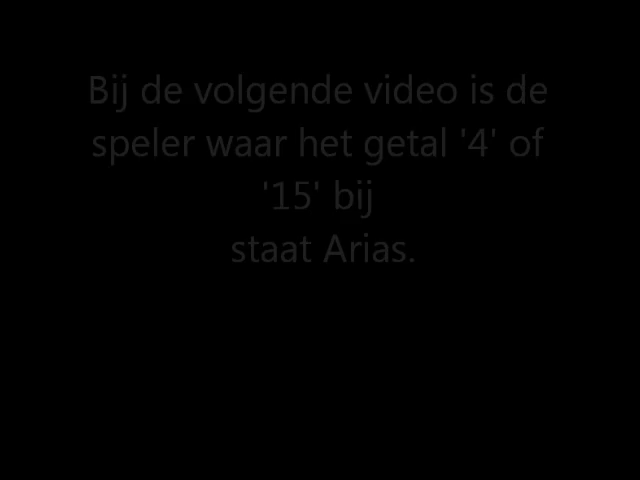 Bij de volgende video is de
speler waar het getal '4' of
'15' bij
staat Arias.